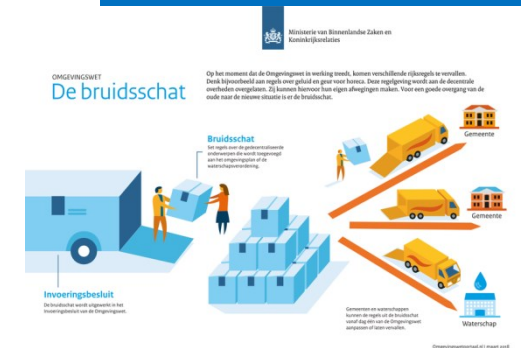 Ministerie van Binnenlandse Zaken en
Koninkrijksrelaties
OMGEVINGSWET
De bruidsschat
Op het moment dat de Omgevingswet in werking treedt, komen verschillende rijksregels te vervallen.
Denk bijvoorbeeld aan regels over geluid en geur voor horeca. Deze regelgeving wordt aan de decentrale
overheden overgelaten. Zij kunnen hiervoor hun eigen afwegingen maken. Voor een goede overgang van de
oude naar de nieuwe situatie is er de bruidsschat.
Bruidsschat
Set regels over de gedecentraliseerde
onderwerpen die wordt toegevoegd
aan het omgevingsplan of de
waterschapsverordening.
Gemeente
Gemeente
Invoeringsbesluit
De bruidsschat wordt uitgewerkt in het
Invoeringsbesluit van de Omgevingswet.
Gemeenten en waterschappen
kunnen de regels uit de bruidsschat
vanaf dag één van de Omgevingswet
aanpassen of laten vervallen.
Waterschap
Omgevingswetportaal.nl | maart 2018